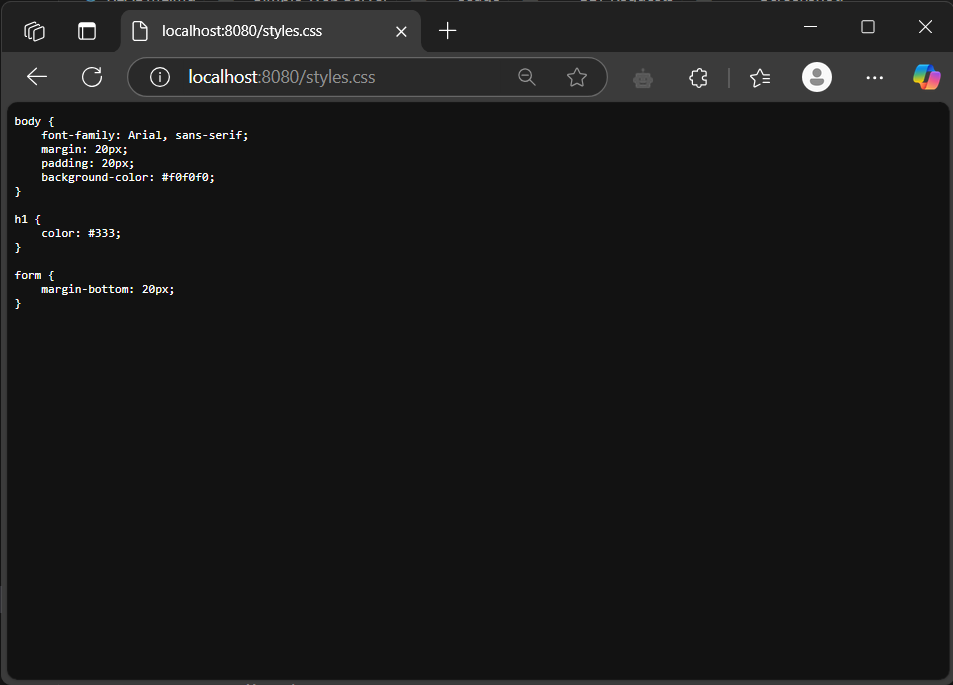 localhost:8080/styles.css
localhost:8080/styles.css
body {
    font-family: Arial, sans-serif;
    margin: 20px;
    padding: 20px;
    background-color: #f0f0f0;
}

h1 {
    color: #333;
}

form {
    margin-bottom: 20px;
}